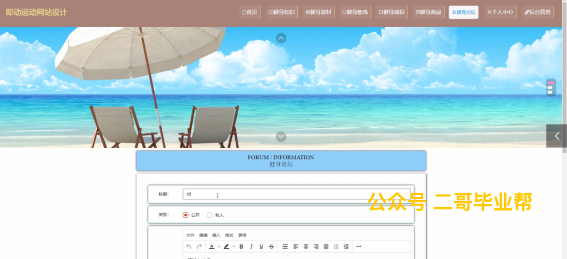 即动运动网站设计
首页 健身知识 健身器材 健身教练 健身课程 健身商品 健身论坛 个人中心 后台管理
FORUM / INFORMATION
健身论坛
标题:
类型: 公开 私人
公众号 二哥毕业帮
文件 编辑 插入 格式 表格